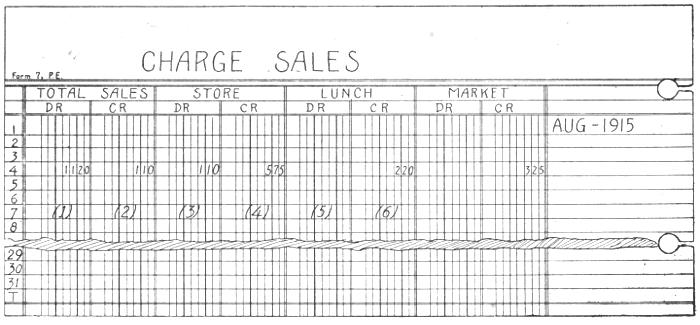 CHARGE SALES
Form 7, P.E.
TOTAL SALES STORE LUNCH MARKET
DR CR DR CR DR CR DR CR
AUG-1915
1
2
3
4 1120 110 110 575 220 325
5
6
7 (1) (2) (3) (4) (5) (6)
8
29
30
31
T